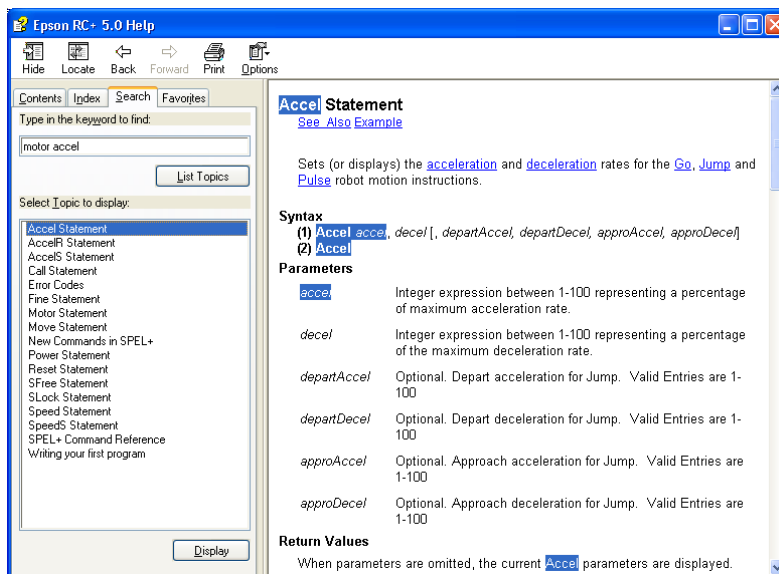 Epson RC+ 5.0 Help
Hide Locate Back Forward Print Options
Contents Index Search Favorites
Type in the keyword to find:
motor accel
List Topics
Select Topic to display:
Accel Statement
AccelR Statement
AccelS Statement
Call Statement
Error Codes
Fine Statement
Motor Statement
Move Statement
New Commands in SPEL+
Power Statement
Reset Statement
SFree Statement
SLock Statement
Speed Statement
SpeedS Statement
SPEL+ Command Reference
Writing your first program
Display
Accel Statement
See Also Example
Sets (or displays) the acceleration and deceleration rates for the Go, Jump and
Pulse robot motion instructions.
Syntax
(1) Accel accel, decel [, departAccel, departDecel, approAccel, approDecel]
(2) Accel
Parameters
accel Integer expression between 1-100 representing a percentage
of maximum acceleration rate.
decel Integer expression between 1-100 representing a percentage
of the maximum deceleration rate.
departAccel Optional. Depart acceleration for Jump. Valid Entries are 1-
100
departDecel Optional. Depart deceleration for Jump. Valid Entries are 1-
100
approAccel Optional. Approach acceleration for Jump. Valid Entries are
1-100
approDecel Optional. Approach deceleration for Jump. Valid Entries are
1-100
Return Values
When parameters are omitted, the current Accel parameters are displayed.